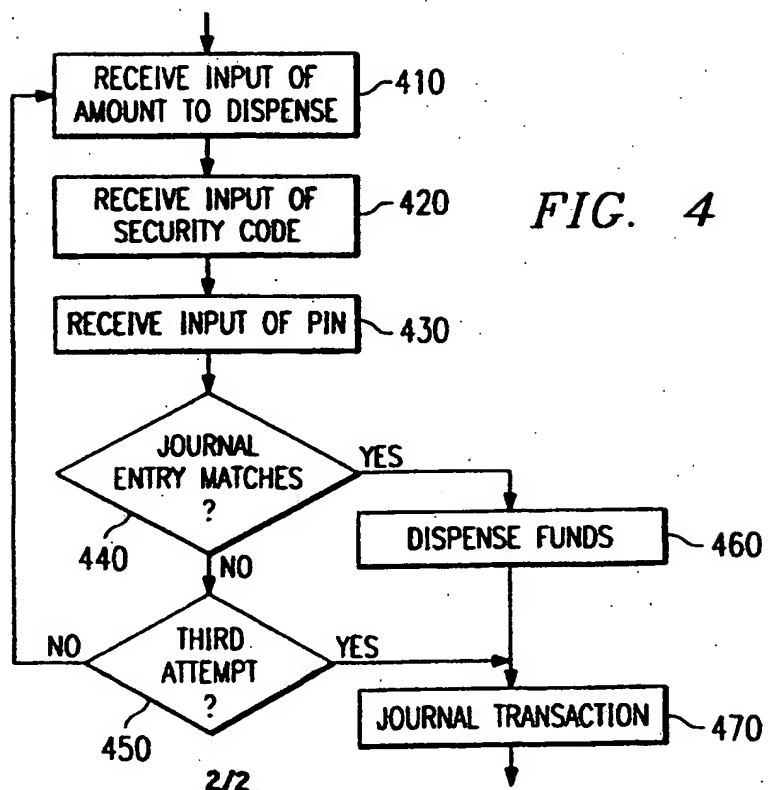 RECEIVE INPUT OF
AMOUNT TO DISPENSE
410
RECEIVE INPUT OF
SECURITY CODE
420
FIG. 4
RECEIVE INPUT OF PIN
430
JOURNAL
ENTRY MATCHES
?
YES
440
NO
DISPENSE FUNDS
460
NO
THIRD
ATTEMPT
?
YES
450
JOURNAL TRANSACTION
470
2/2